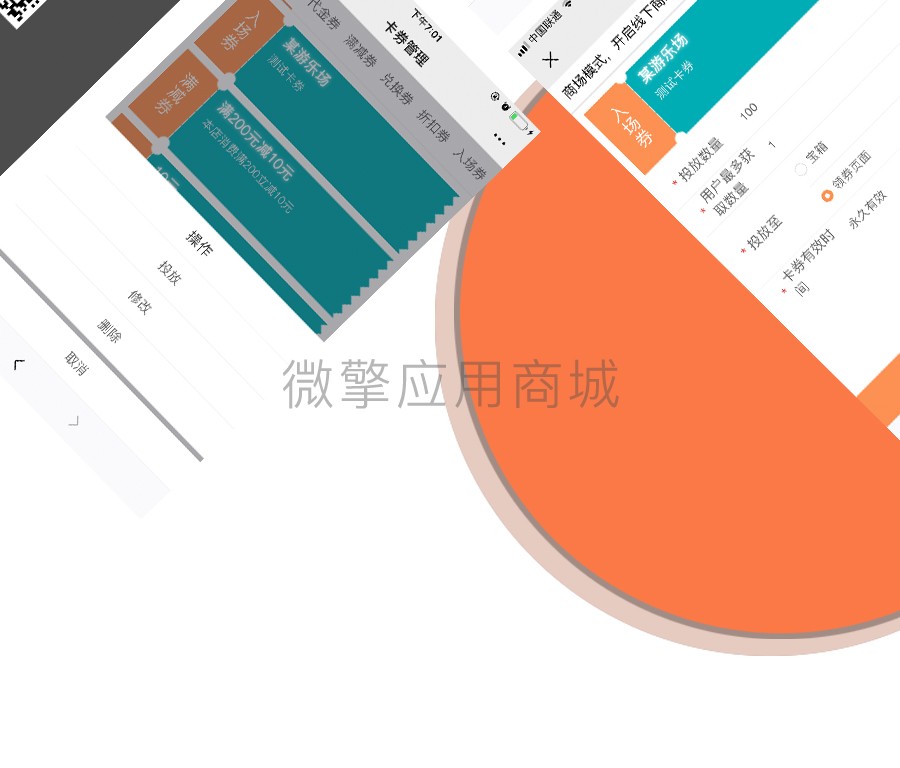 下午7:01
卡券管理
代金券 满减券 兑换券 折扣券 入场券
入场券
某游乐场
测试卡券
满减券
满200元减10元
本店消费满200立减10元
操作
投放
修改
删除
取消
中国联通
商场模式，开启线下商
入场券
某游乐场
测试卡券
* 投放数量 100
* 用户最多获取数量 1
* 投放至 宝箱 领券页面
* 卡券有效时间 永久有效
微擎应用商城